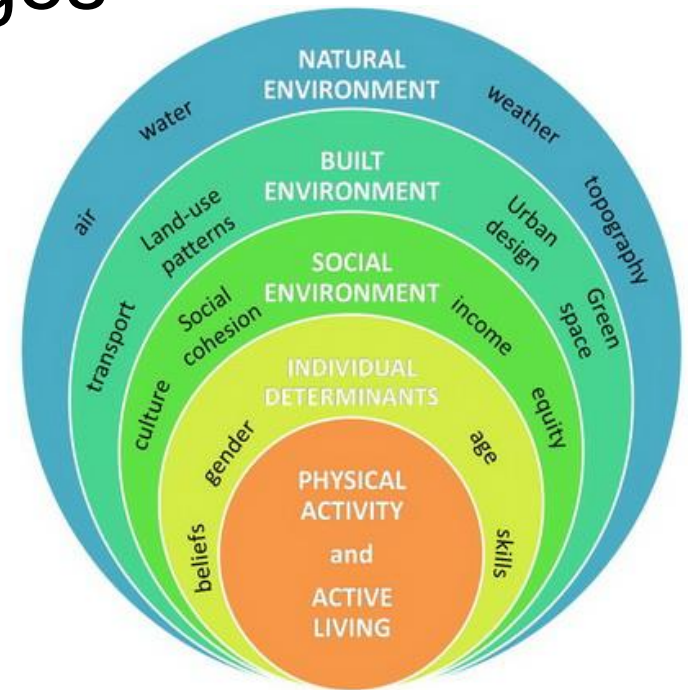 NATURAL
ENVIRONMENT
water
weather
air
topography
BUILT
ENVIRONMENT
Land-use
patterns
Urban
design
transport
Green
space
SOCIAL
ENVIRONMENT
Social
cohesion
income
culture
equity
INDIVIDUAL
DETERMINANTS
gender
age
beliefs
skills
PHYSICAL
ACTIVITY
and
ACTIVE
LIVING